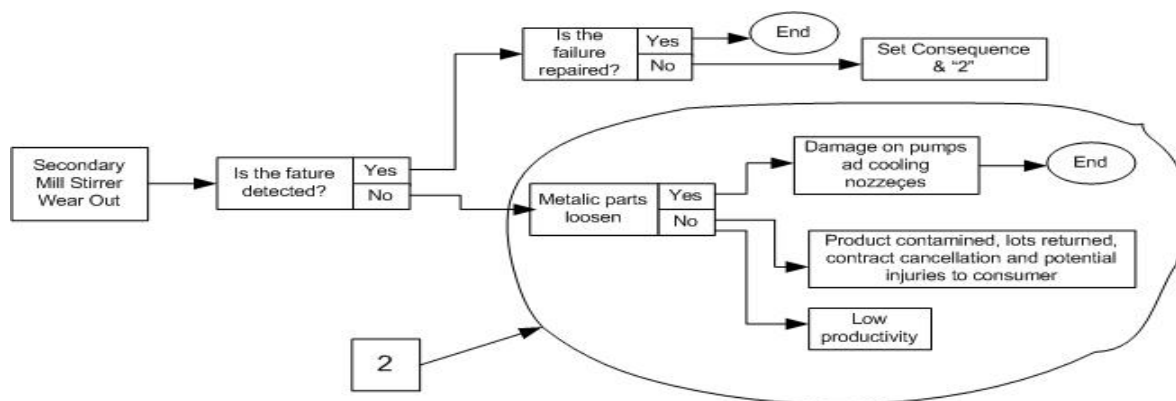 Secondary
Mill Stirrer
Wear Out
Is the fature
detected?
Yes
No
Is the failure
repaired?
Yes
No
End
Set Consequence
& “2”
Metalic parts
loosen
Yes
No
Damage on pumps
ad cooling
nozzeçes
End
Product contamined, lots returned,
contract cancellation and potential
injuries to consumer
Low
productivity
2